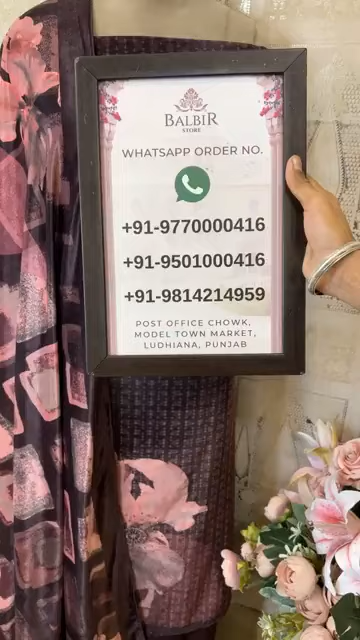 BALBIR
STORE
WHATSAPP ORDER NO.
+91-9770000416
+91-9501000416
+91-9814214959
POST OFFICE CHOWK,
MODEL TOWN MARKET,
LUDHIANA, PUNJAB